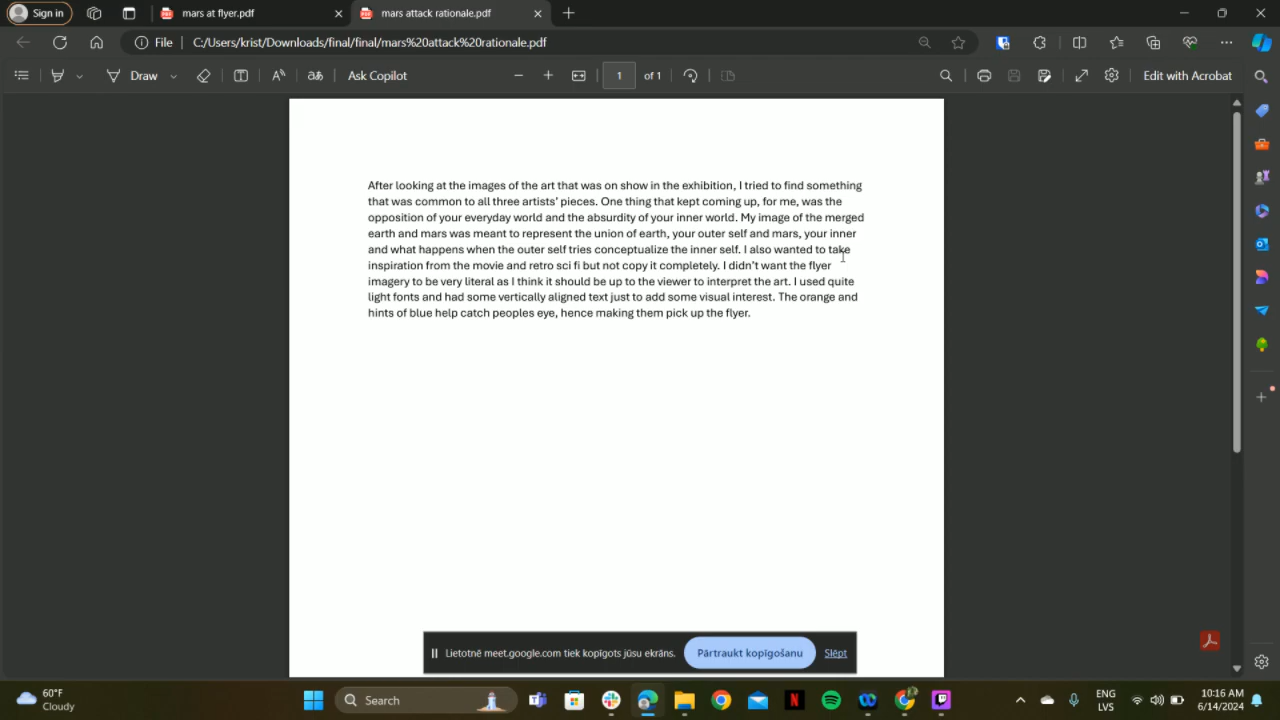 Sign in
mars at flyer.pdf
mars attack rationale.pdf
File
C:/Users/krist/Downloads/final/final/mars%20attack%20rationale.pdf
Draw
Ask Copilot
1 of 1
Edit with Acrobat
After looking at the images of the art that was on show in the exhibition, I tried to find something
that was common to all three artists' pieces. One thing that kept coming up, for me, was the
opposition of your everyday world and the absurdity of your inner world. My image of the merged
earth and mars was meant to represent the union of earth, your outer self and mars, your inner
and what happens when the outer self tries conceptualize the inner self. I also wanted to take
inspiration from the movie and retro sci fi but not copy it completely. I didn't want the flyer
imagery to be very literal as I think it should be up to the viewer to interpret the art. I used quite
light fonts and had some vertically aligned text just to add some visual interest. The orange and
hints of blue help catch peoples eye, hence making them pick up the flyer.
Lietotnē meet.google.com tiek kopīgots jūsu ekrāns.
Pārtraukt kopīgošanu
Slēpt
60°F
Cloudy
Search
ENG
LVS
10:16 AM
6/14/2024